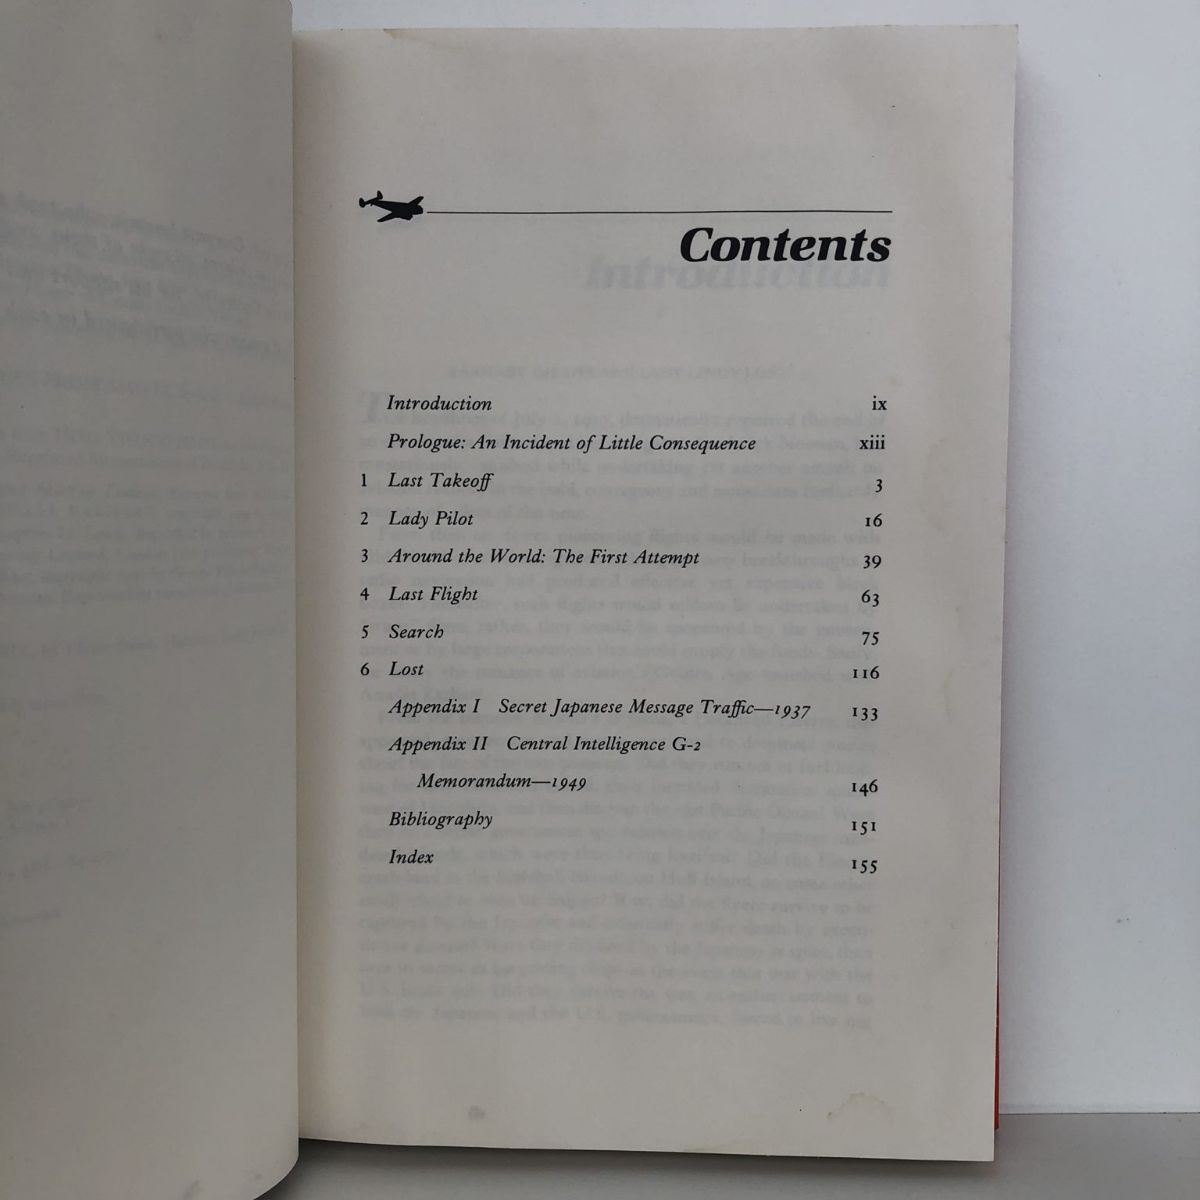 Contents
Introduction ix
Prologue: An Incident of Little Consequence xiii
1 Last Takeoff 3
2 Lady Pilot 16
3 Around the World: The First Attempt 39
4 Last Flight 63
5 Search 75
6 Lost 116
Appendix I Secret Japanese Message Traffic—1937 133
Appendix II Central Intelligence G-2
Memorandum—1949 146
Bibliography 151
Index 155